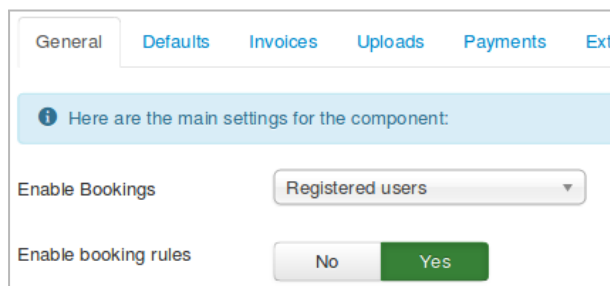 General Defaults Invoices Uploads Payments
Here are the main settings for the component:
Enable Bookings Registered users
Enable booking rules No Yes